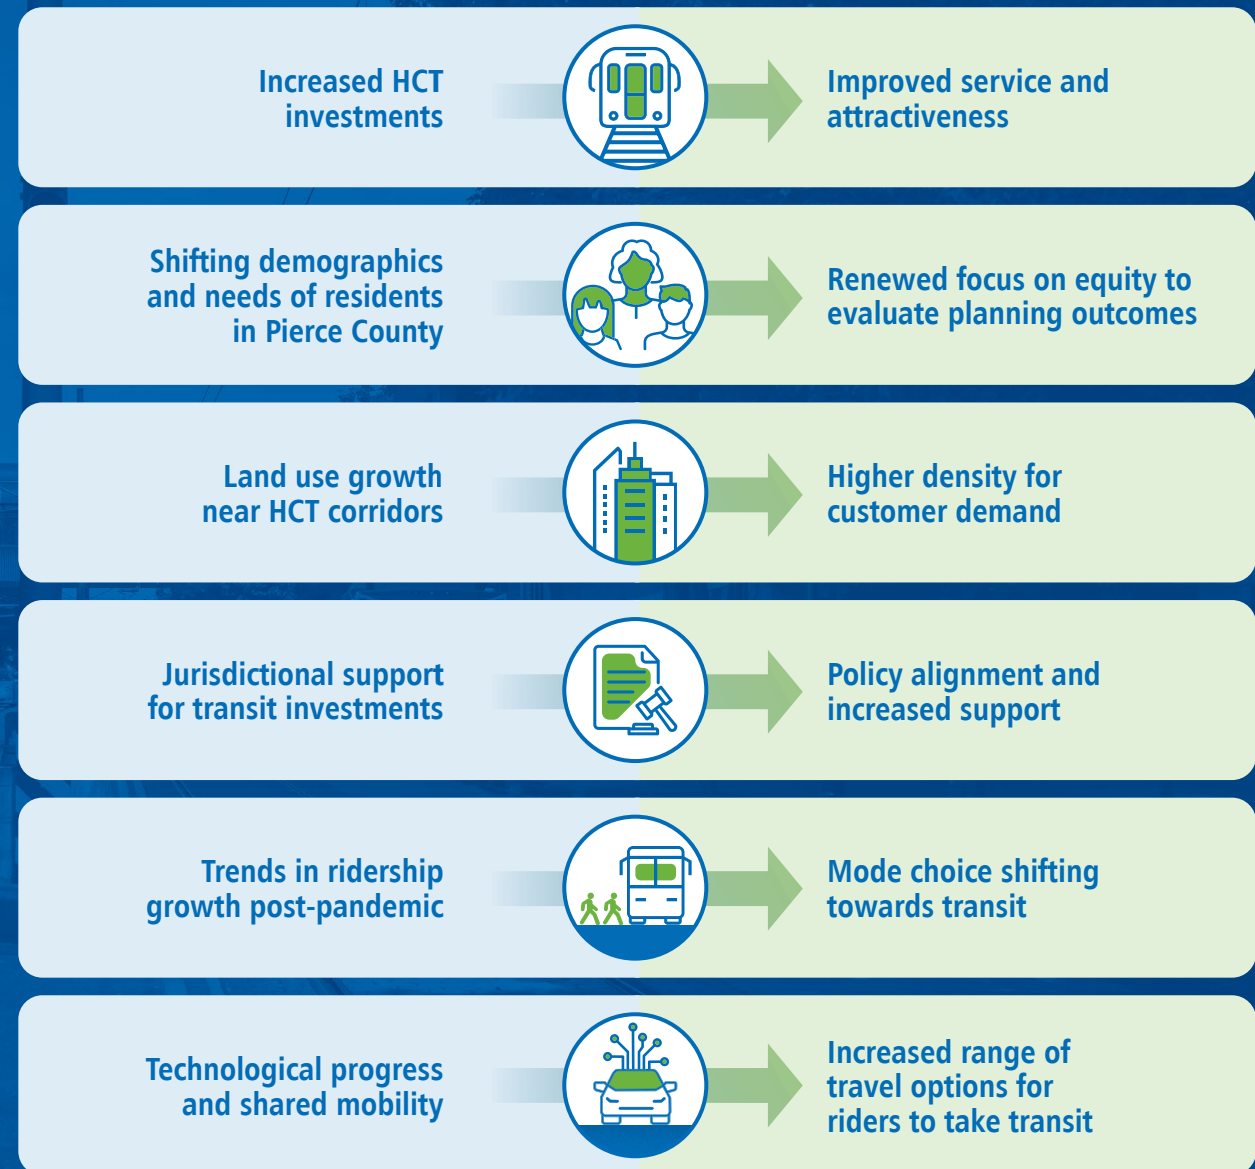 Increased HCT
investments
Improved service and
attractiveness
Shifting demographics
and needs of residents
in Pierce County
Renewed focus on equity to
evaluate planning outcomes
Land use growth
near HCT corridors
Higher density for
customer demand
Jurisdictional support
for transit investments
Policy alignment and
increased support
Trends in ridership
growth post-pandemic
Mode choice shifting
towards transit
Technological progress
and shared mobility
Increased range of
travel options for
riders to take transit